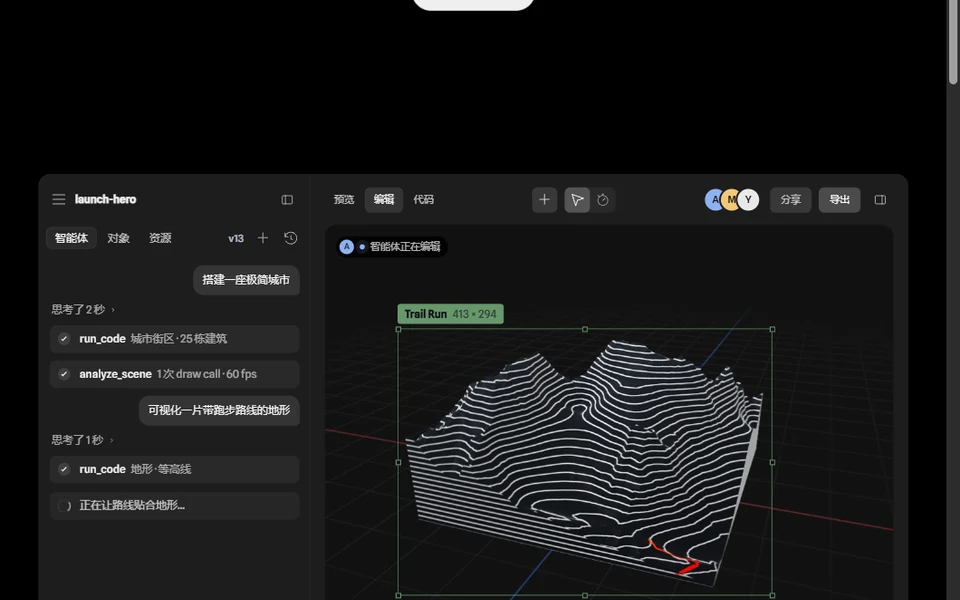 launch-hero
预览 编辑 代码
A M Y 分享 导出
智能体 对象 资源 v13
A 智能体正在编辑
搭建一座极简城市
思考了2秒 ›
run_code 城市街区·25栋建筑
analyze_scene 1次 draw call·60 fps
可视化一片带跑步路线的地形
思考了1秒 ›
run_code 地形·等高线
正在让路线贴合地形...
Trail Run 413 × 294